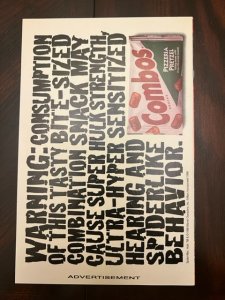 WARNING: CONSUMPTION
OF THIS TASTY BITE-SIZED
COMBINATION SNACK MAY
CAUSE SUPER HULK STRENGTH,
ULTRA-HYPER SENSITIZED
HEARING AND
SPIDERLIKE
BEHAVIOR.
Combos
PIZZERIA
PRETZEL
ADVERTISEMENT